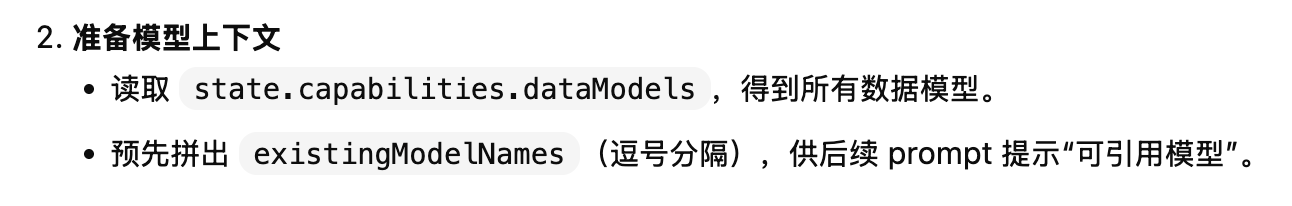 2. 准备模型上下文
• 读取 state.capabilities.dataModels，得到所有数据模型。
• 预先拼出 existingModelNames（逗号分隔），供后续 prompt 提示“可引用模型”。